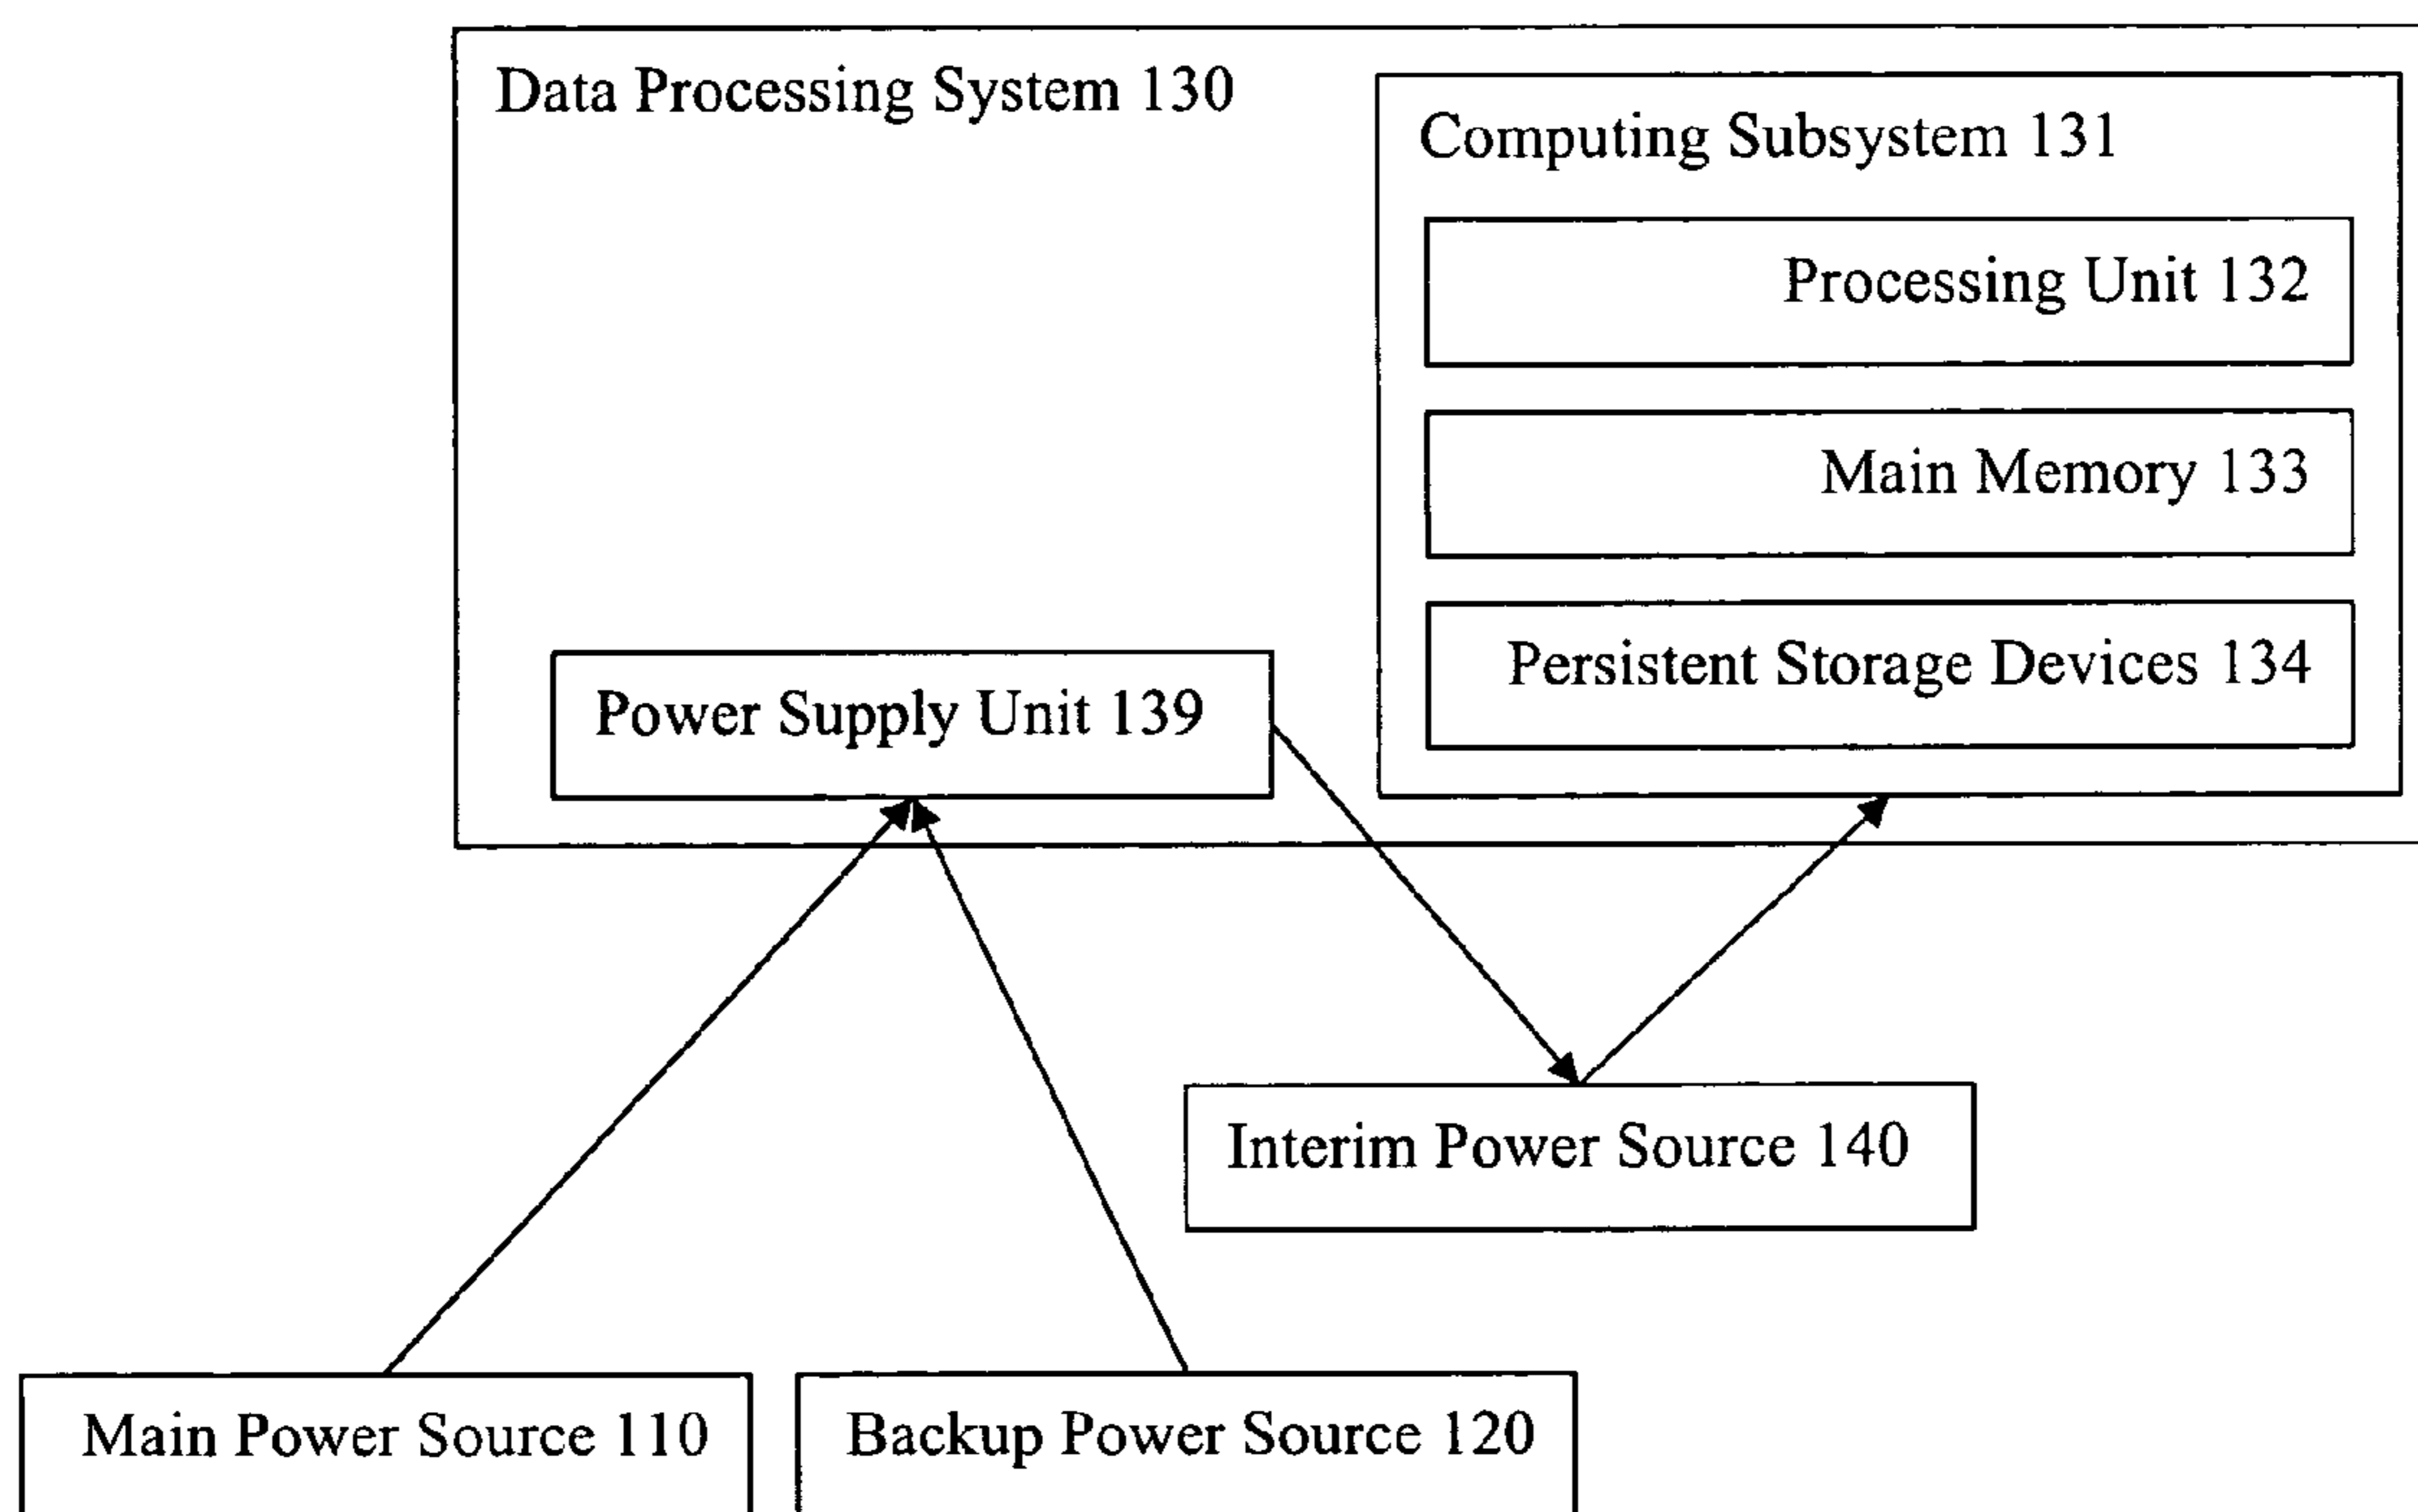 Data Processing System 130
Computing Subsystem 131
Processing Unit 132
Main Memory 133
Persistent Storage Devices 134
Power Supply Unit 139
Interim Power Source 140
Main Power Source 110
Backup Power Source 120